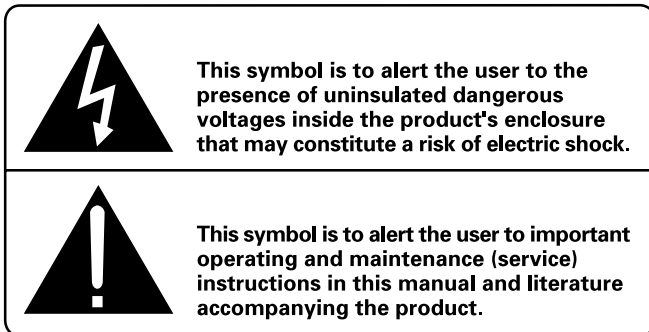 This symbol is to alert the user to the
presence of uninsulated dangerous
voltages inside the product's enclosure
that may constitute a risk of electric shock.
This symbol is to alert the user to important
operating and maintenance (service)
instructions in this manual and literature
accompanying the product.